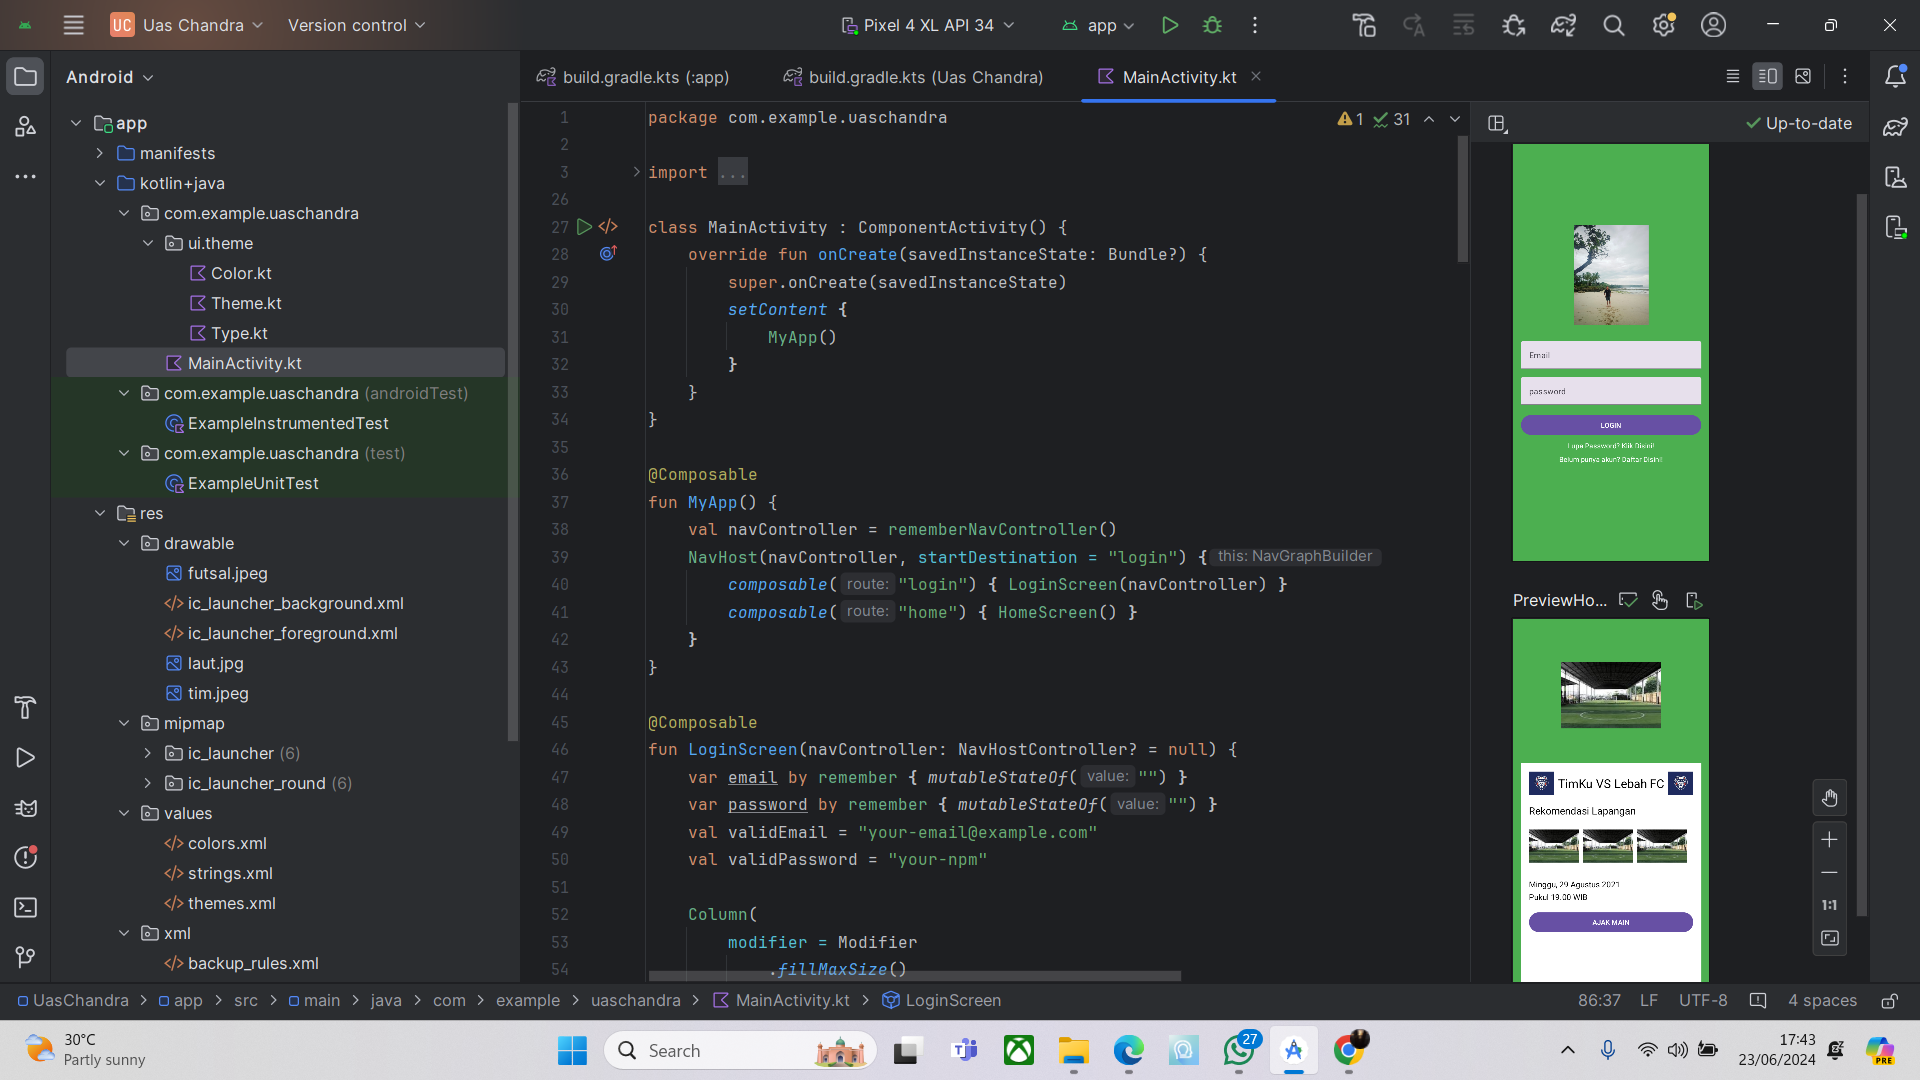 UC Uas Chandra Version control Pixel 4 XL API 34 app
Android
build.gradle.kts (:app) build.gradle.kts (Uas Chandra) MainActivity.kt
app
manifests
kotlin+java
com.example.uaschandra
ui.theme
Color.kt
Theme.kt
Type.kt
MainActivity.kt
com.example.uaschandra (androidTest)
ExampleInstrumentedTest
com.example.uaschandra (test)
ExampleUnitTest
res
drawable
futsal.jpeg
ic_launcher_background.xml
ic_launcher_foreground.xml
laut.jpg
tim.jpeg
mipmap
ic_launcher (6)
ic_launcher_round (6)
values
colors.xml
strings.xml
themes.xml
xml
backup_rules.xml
1 package com.example.uaschandra
2
3 import ...
26
27 class MainActivity : ComponentActivity() {
28 override fun onCreate(savedInstanceState: Bundle?) {
29 super.onCreate(savedInstanceState)
30 setContent {
31 MyApp()
32 }
33 }
34 }
35
36 @Composable
37 fun MyApp() {
38 val navController = rememberNavController()
39 NavHost(navController, startDestination = "login") { this: NavGraphBuilder
40 composable( route: "login") { LoginScreen(navController) }
41 composable( route: "home") { HomeScreen() }
42 }
43 }
44
45 @Composable
46 fun LoginScreen(navController: NavHostController? = null) {
47 var email by remember { mutableStateOf( value: "") }
48 var password by remember { mutableStateOf( value: "") }
49 val validEmail = "your-email@example.com"
50 val validPassword = "your-npm"
51
52 Column(
53 modifier = Modifier
54 .fillMaxSize()
1 31
Up-to-date
Email
password
LOGIN
Lupa Password? Klik Disini!
Belum punya akun? Daftar Disini!
PreviewHo...
TimKu VS Lebah FC
Rekomendasi Lapangan
Minggu, 29 Agustus 2021
Pukul 19.00 WIB
AJAK MAIN
1:1
UasChandra > app > src > main > java > com > example > uaschandra > MainActivity.kt > LoginScreen
86:37 LF UTF-8 4 spaces
30°C
Partly sunny
Search
27
17:43
23/06/2024
PRE